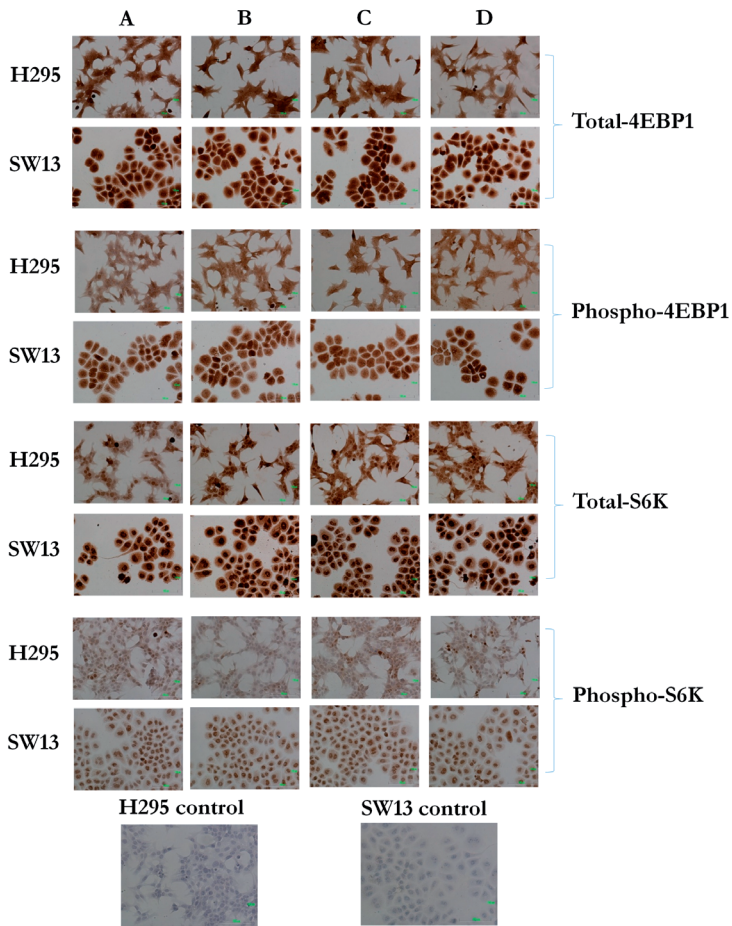 A B C D
H295
Total-4EBP1
SW13
H295
Phospho-4EBP1
SW13
H295
Total-S6K
SW13
H295
Phospho-S6K
SW13
H295 control SW13 control